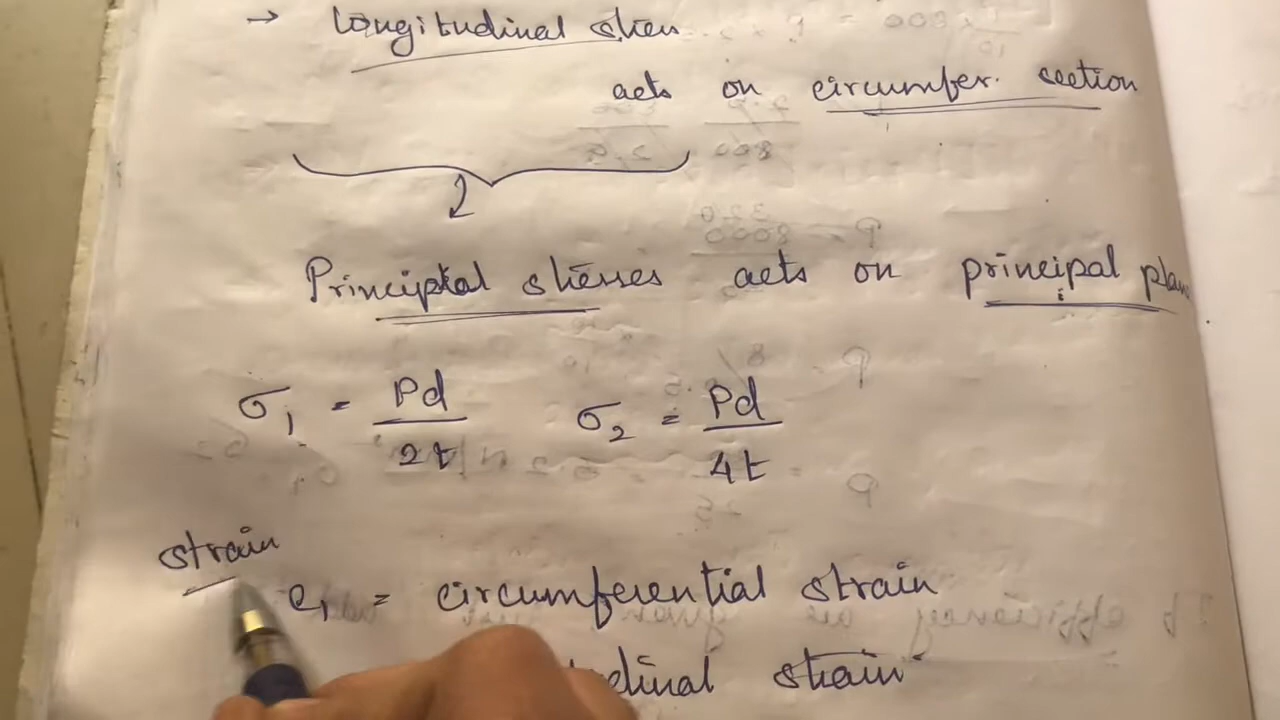 → Longitudinal stress
acts on circumfer. section
Principal stresses acts on principal plan
σ1 = Pd/2t σ2 = Pd/4t
strain
e1 = circumferential strain
dinal strain